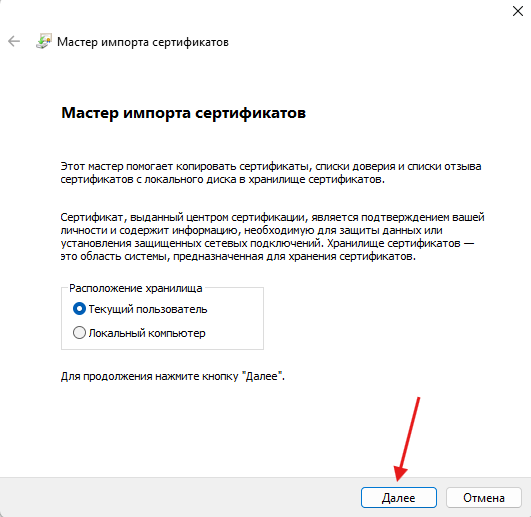 Мастер импорта сертификатов
Мастер импорта сертификатов
Этот мастер помогает копировать сертификаты, списки доверия и списки отзыва
сертификатов с локального диска в хранилище сертификатов.
Сертификат, выданный центром сертификации, является подтверждением вашей
личности и содержит информацию, необходимую для защиты данных или
установления защищенных сетевых подключений. Хранилище сертификатов —
это область системы, предназначенная для хранения сертификатов.
Расположение хранилища
Текущий пользователь
Локальный компьютер
Для продолжения нажмите кнопку "Далее".
Далее
Отмена